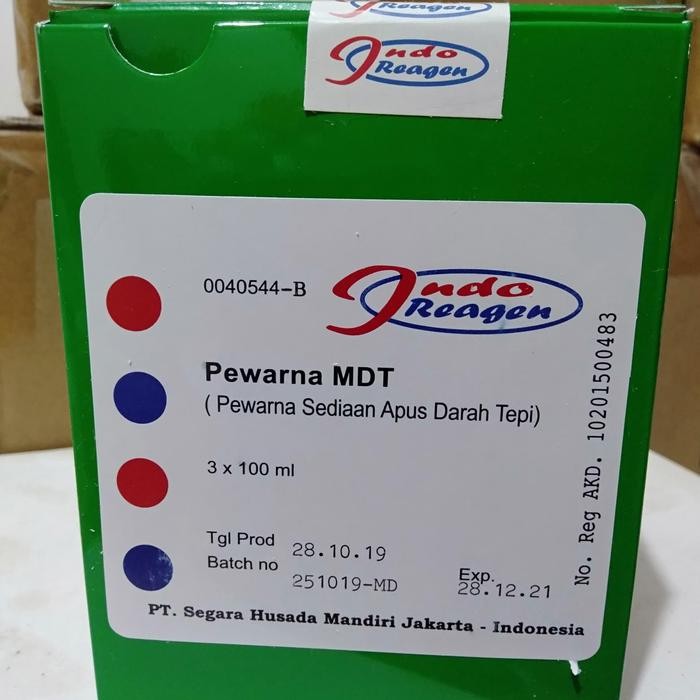 Indo
Reagen
0040544-B
Indo
Reagen
Pewarna MDT
( Pewarna Sediaan Apus Darah Tepi)
3 x 100 ml
Tgl Prod 28.10.19
Batch no 251019-MD
Exp. 28.12.21
PT. Segara Husada Mandiri Jakarta - Indonesia
No. Reg AKD. 10201500483